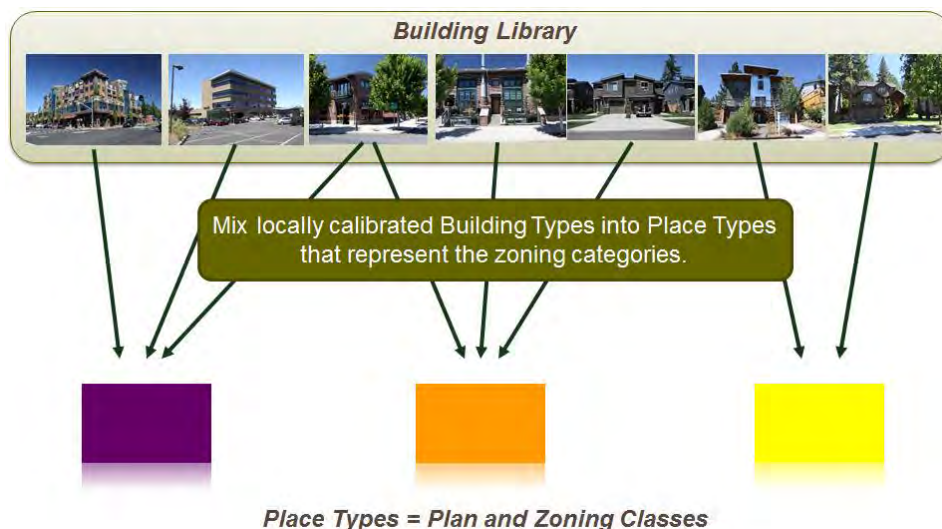 Building Library
Mix locally calibrated Building Types into Place Types
that represent the zoning categories.
Place Types = Plan and Zoning Classes